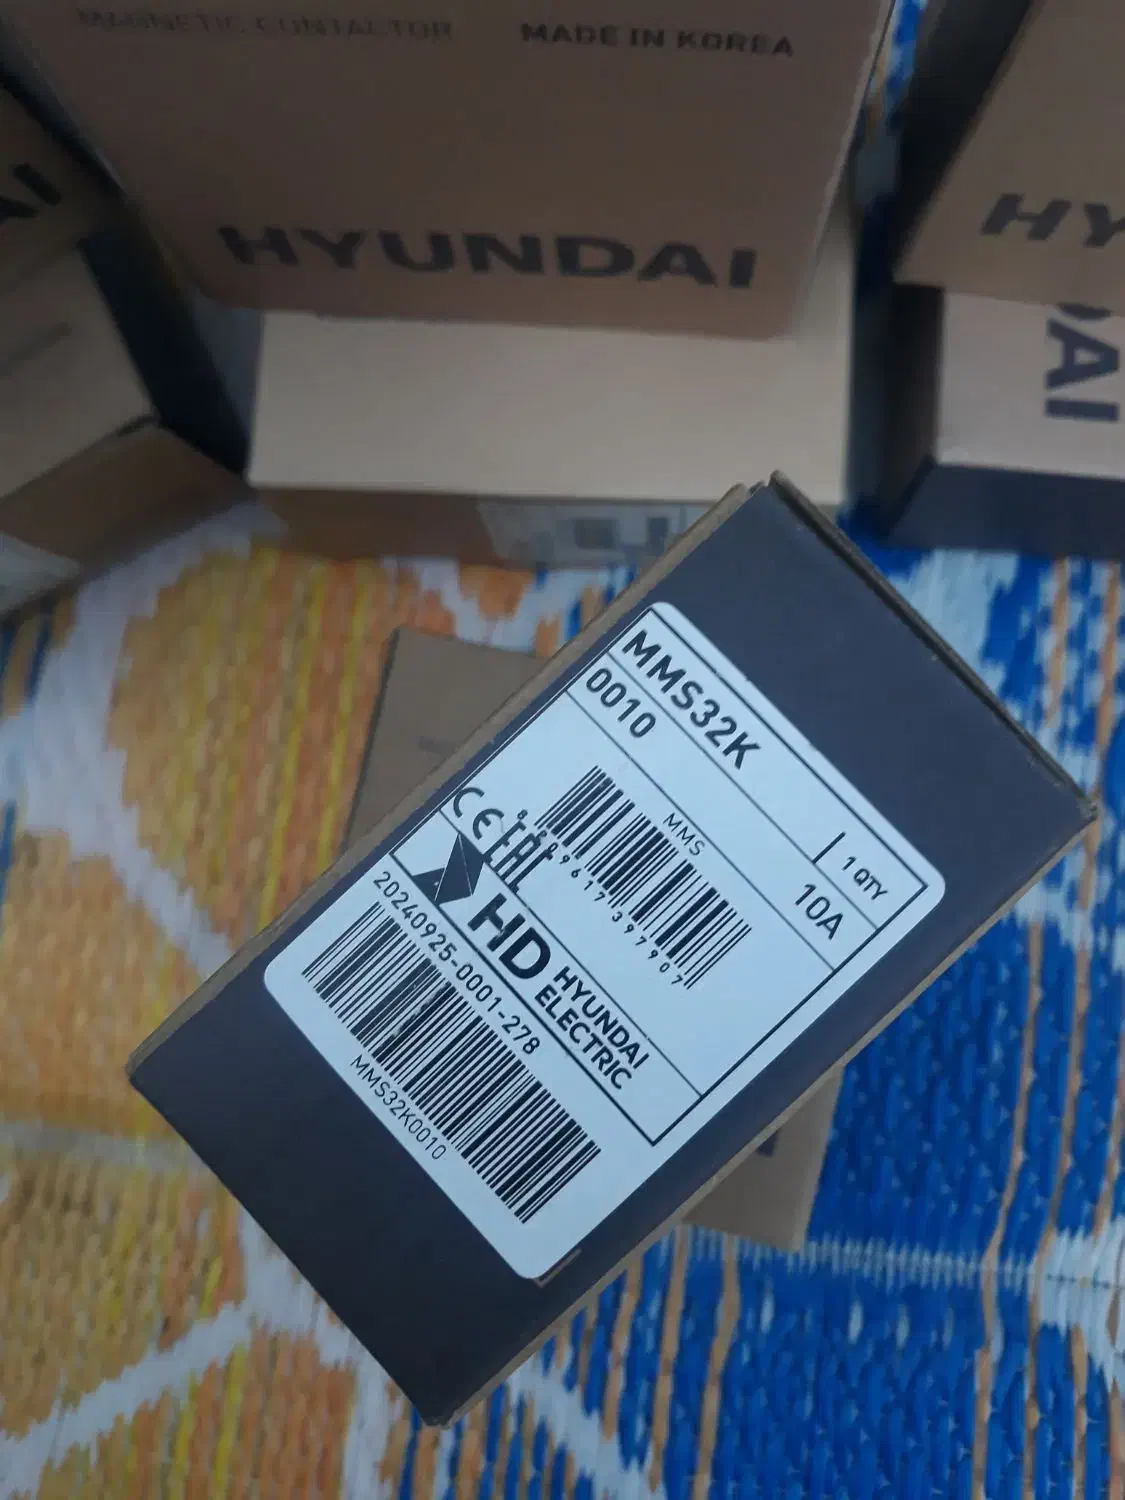 MAGNETIC CONTACTOR
MADE IN KOREA
HYUNDAI
AI
HY
DAI
MMS32K
1 QTY
0010
10A
MMS
CE EAC
HD HYUNDAI
ELECTRIC
20240925-0001-278
MMS32K0010